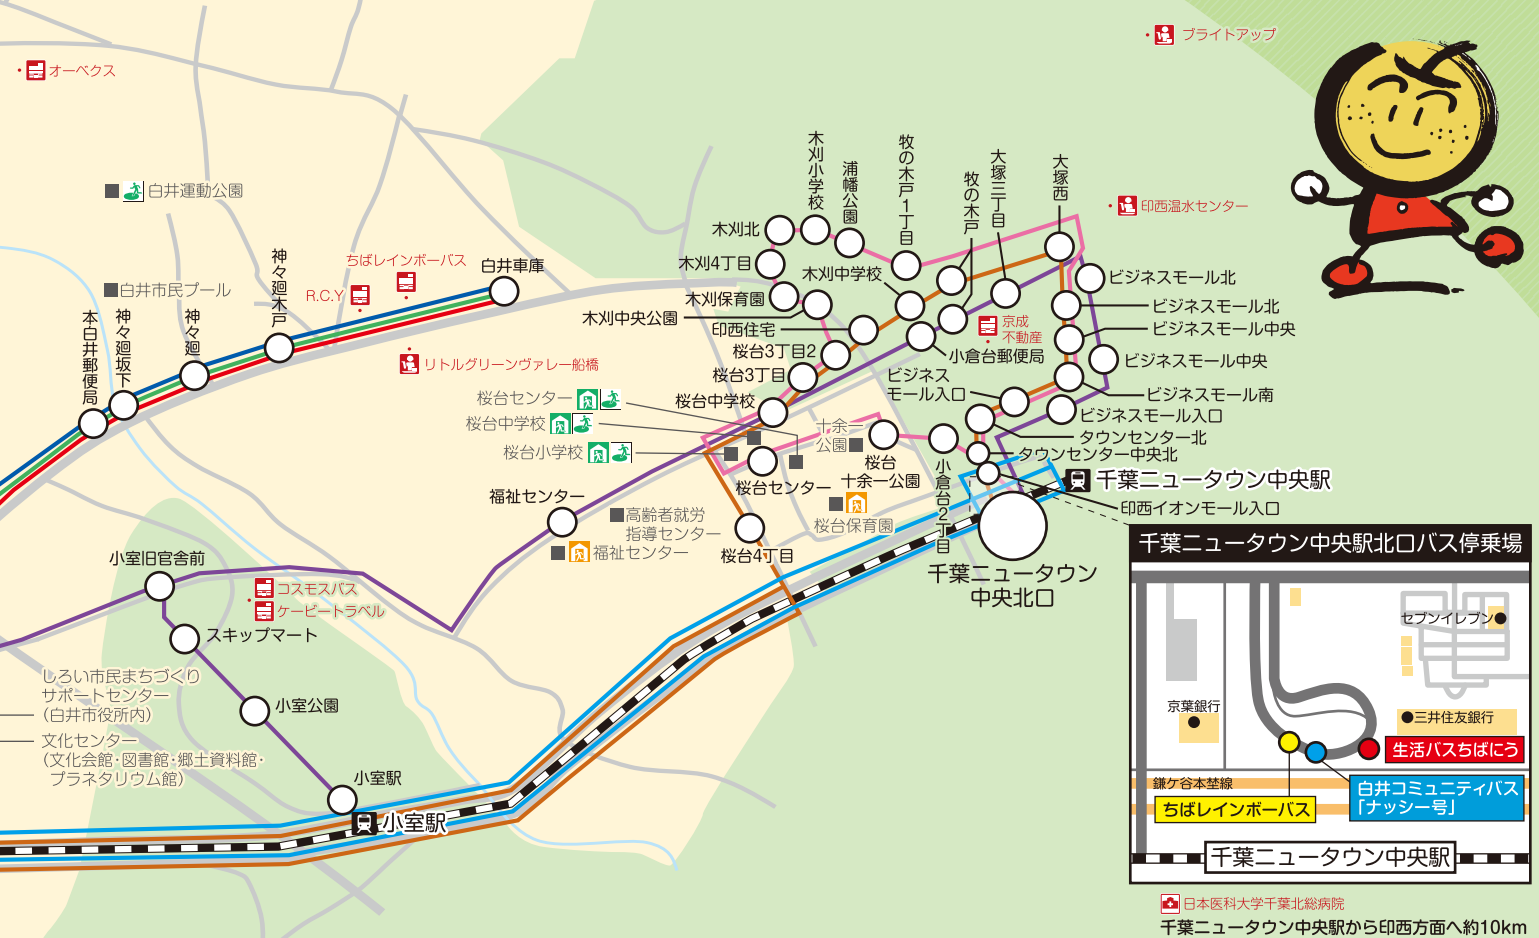 オーベクス
ブライトアップ
白井運動公園
印西温水センター
木刈小学校
浦幡公園
牧の木戸1丁目
牧の木戸
大塚三丁目
大塚西
木刈北
木刈4丁目
木刈中学校
木刈保育園
木刈中央公園
印西住宅
桜台3丁目2
桜台3丁目
桜台中学校
ちばレインボーバス
白井車庫
R.C.Y
神々廻木戸
白井市民プール
本白井郵便局
神々廻坂下
神々廻
リトルグリーンヴァレー船橋
京成
不動産
小倉台郵便局
ビジネスモール北
ビジネスモール北
ビジネスモール中央
ビジネスモール中央
ビジネス
モール入口
ビジネスモール南
ビジネスモール入口
タウンセンター北
タウンセンター中央北
桜台センター
桜台中学校
桜台小学校
十余一
公園
桜台
十余一公園
小倉台2丁目
桜台センター
千葉ニュータウン中央駅
印西イオンモール入口
福祉センター
高齢者就労
指導センター
福祉センター
桜台保育園
桜台4丁目
千葉ニュータウン
中央北口
小室旧官舎前
コスモスバス
ケービートラベル
スキップマート
しろい市民まちづくり
サポートセンター
(白井市役所内)
文化センター
(文化会館・図書館・郷土資料館・
プラネタリウム館)
小室公園
小室駅
小室駅
千葉ニュータウン中央駅北口バス停乗場
セブンイレブン
京葉銀行
三井住友銀行
生活バスちばにう
鎌ケ谷本埜線
白井コミュニティバス
「ナッシー号」
ちばレインボーバス
千葉ニュータウン中央駅
日本医科大学千葉北総病院
千葉ニュータウン中央駅から印西方面へ約10km